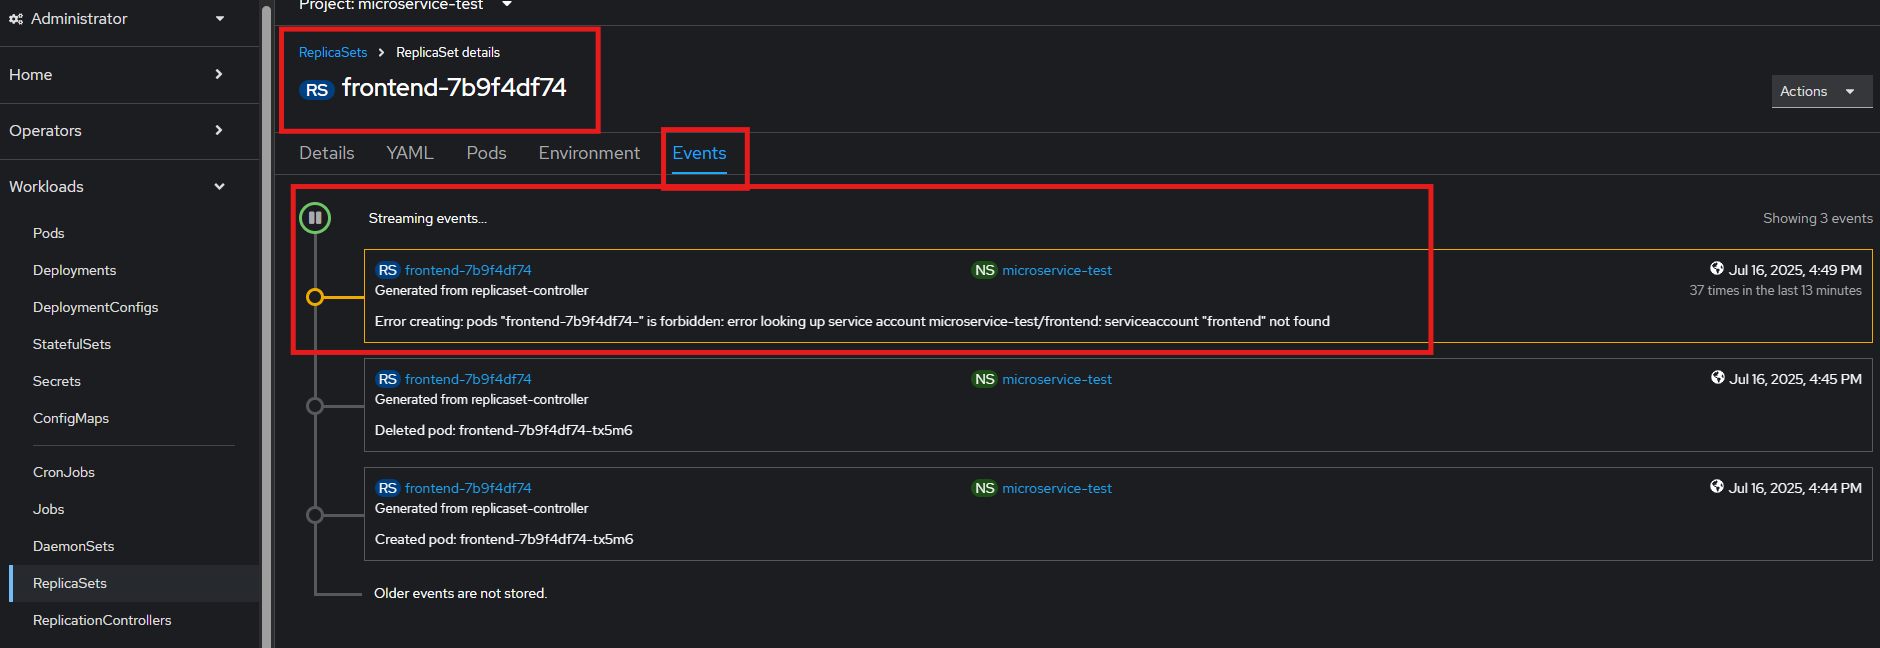 Project: microservice-test
Administrator
Home
Operators
Workloads
Pods
Deployments
DeploymentConfigs
StatefulSets
Secrets
ConfigMaps
CronJobs
Jobs
DaemonSets
ReplicaSets
ReplicationControllers
ReplicaSets > ReplicaSet details
RS frontend-7b9f4df74
Actions
Details YAML Pods Environment Events
Streaming events...
Showing 3 events
RS frontend-7b9f4df74 NS microservice-test Jul 16, 2025, 4:49 PM
Generated from replicaset-controller 37 times in the last 13 minutes
Error creating: pods "frontend-7b9f4df74-" is forbidden: error looking up service account microservice-test/frontend: serviceaccount "frontend" not found
RS frontend-7b9f4df74 NS microservice-test Jul 16, 2025, 4:45 PM
Generated from replicaset-controller
Deleted pod: frontend-7b9f4df74-tx5m6
RS frontend-7b9f4df74 NS microservice-test Jul 16, 2025, 4:44 PM
Generated from replicaset-controller
Created pod: frontend-7b9f4df74-tx5m6
Older events are not stored.